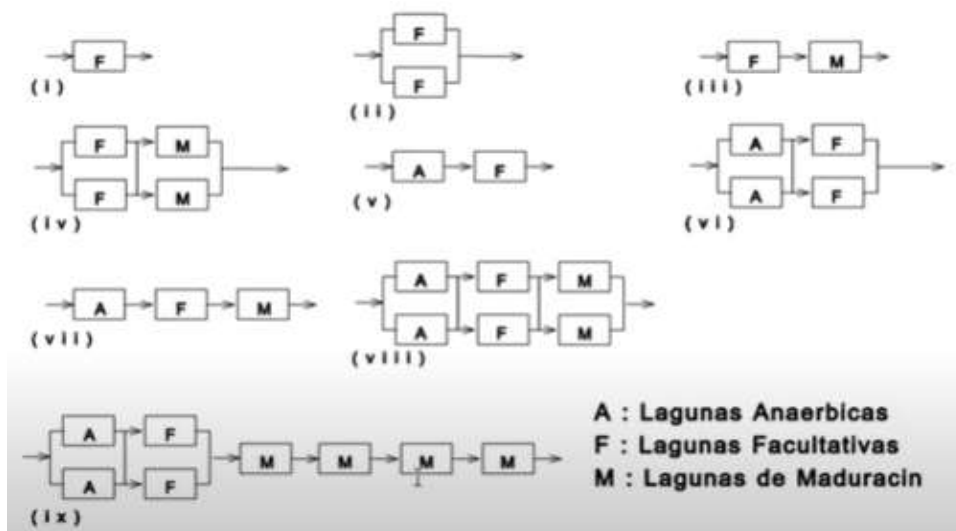 F
F
F
(i)
(ii)
F M
(iii)
F M
F M
(iv)
A F
(v)
A F
A F
(vi)
A F M
(vii)
A F M
A F M
(viii)
A F
A F
M M M M
(ix)
A : Lagunas Anaerbicas
F : Lagunas Facultativas
M : Lagunas de Maduracin